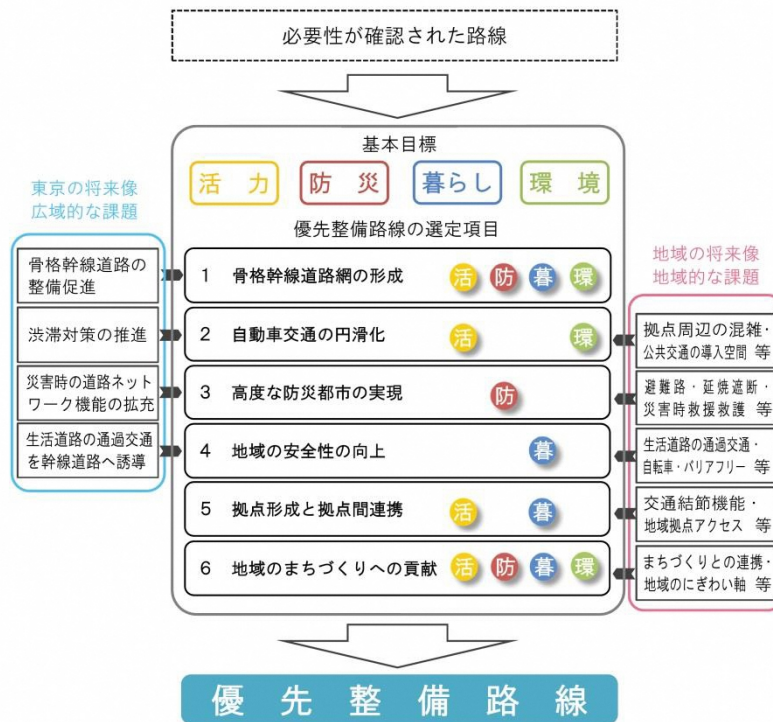 必要性が確認された路線
基本目標
活力
防災
暮らし
環境
優先整備路線の選定項目
東京の将来像
広域的な課題
骨格幹線道路の
整備促進
渋滞対策の推進
災害時の道路ネット
ワーク機能の拡充
生活道路の通過交通
を幹線道路へ誘導
1 骨格幹線道路網の形成 活 防 暮 環
2 自動車交通の円滑化 活 環
3 高度な防災都市の実現 防
4 地域の安全性の向上 暮
5 拠点形成と拠点間連携 活 暮
6 地域のまちづくりへの貢献 活 防 暮 環
地域の将来像
地域的な課題
拠点周辺の混雑・
公共交通の導入空間 等
避難路・延焼遮断・
災害時救援救護 等
生活道路の通過交通・
自転車・バリアフリー 等
交通結節機能・
地域拠点アクセス 等
まちづくりとの連携・
地域のにぎわい軸 等
優先整備路線